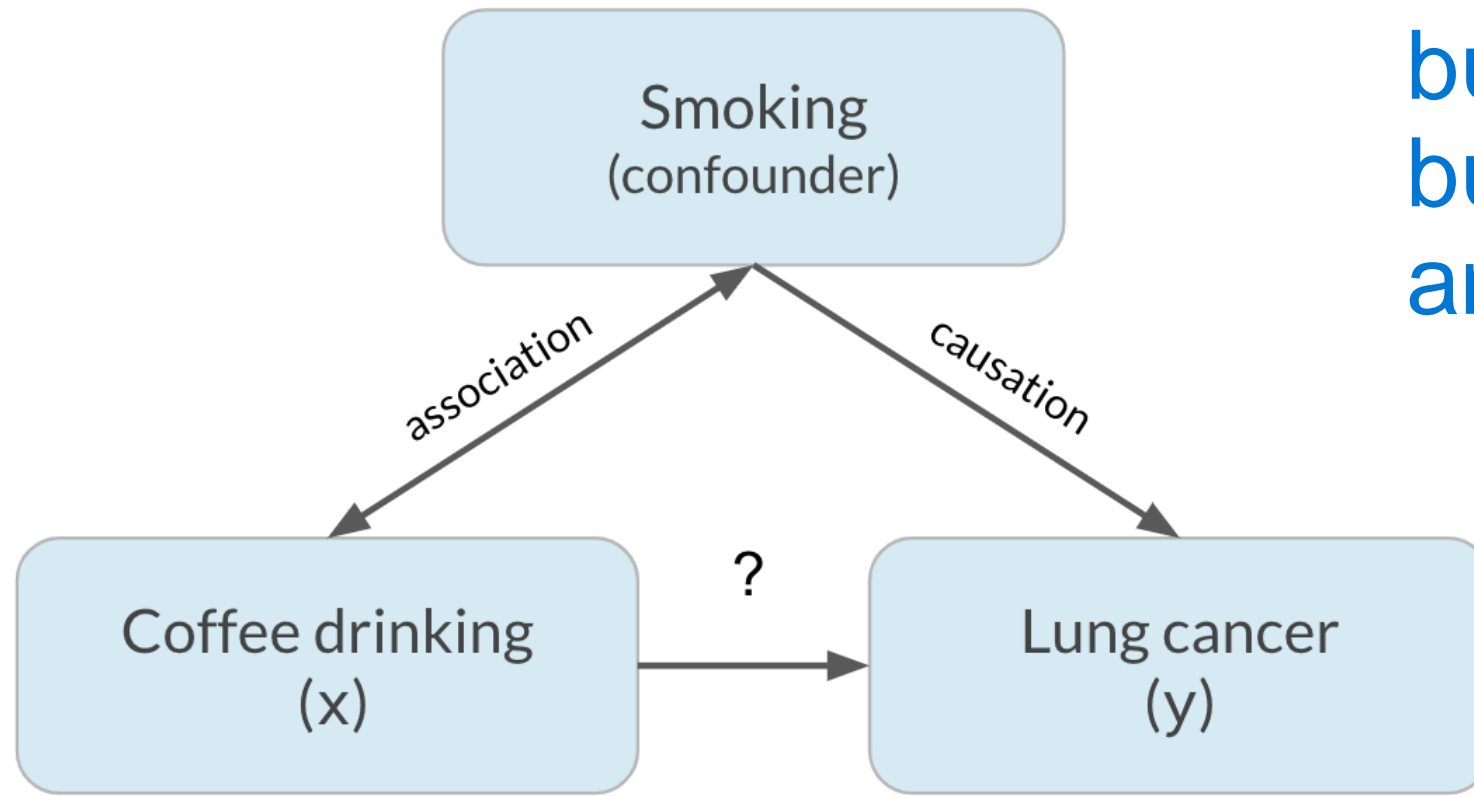 Smoking
(confounder)
association
causation
?
Coffee drinking
(x)
Lung cancer
(y)